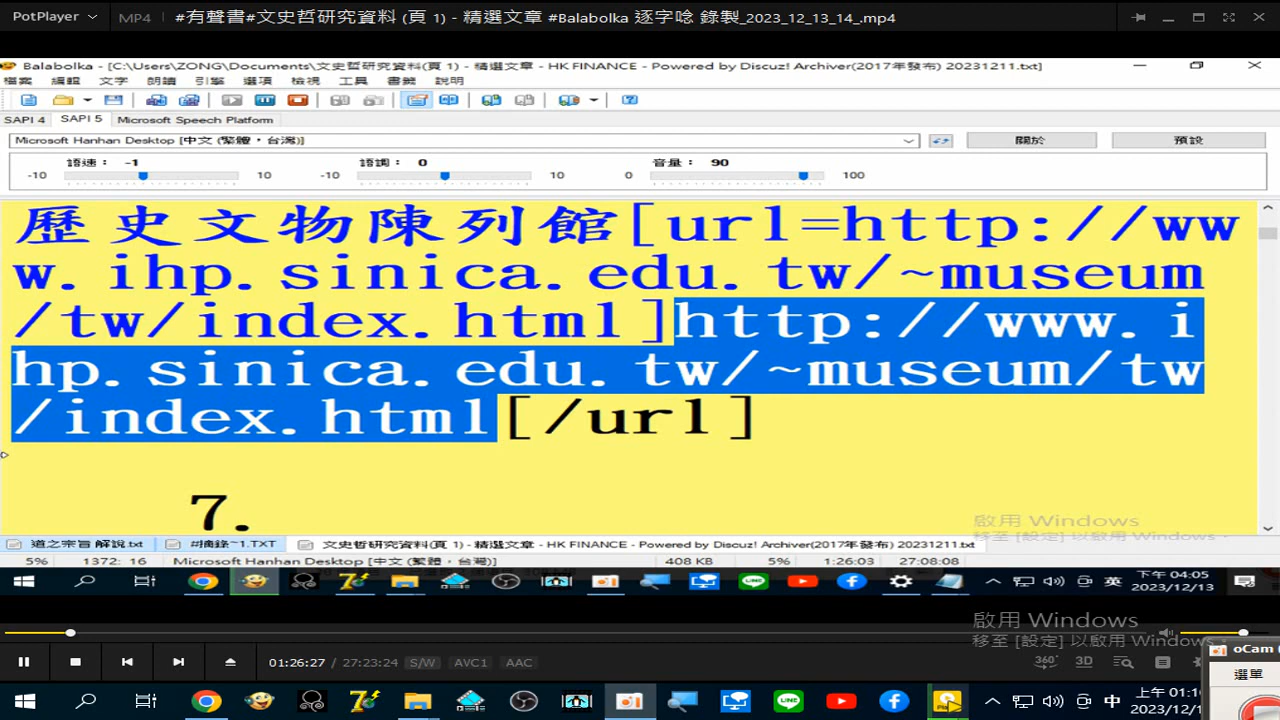 PotPlayer MP4 #有聲書#文史哲研究資料 (頁 1) - 精選文章 #Balabolka 逐字唸 錄製_2023_12_13_14_.mp4
Balabolka - [C:\Users\ZONG\Documents\文史哲研究資料(頁 1) - 精選文章 - HK FINANCE - Powered by Discuz! Archiver(2017年發布) 20231211.txt]
檔案 編輯 文字 朗讀 引擎 選項 檢視 工具 書籤 說明
SAPI 4 SAPI 5 Microsoft Speech Platform
Microsoft Hanhan Desktop [中文 (繁體，台灣)] 關於 預設
語速： -1 語調： 0 音量： 90
-10 10 -10 10 0 100
歷史文物陳列館[url=http://ww
w.ihp.sinica.edu.tw/~museum
/tw/index.html]http://www.i
hp.sinica.edu.tw/~museum/tw
/index.html[/url]
7.
啟用 Windows
移至 [設定] 以啟用 Windows。
道之宗旨 解說.txt #摘錄~1.TXT 文史哲研究資料(頁 1) - 精選文章 - HK FINANCE - Powered by Discuz! Archiver(2017年發布) 20231211.txt
5% 1372: 16 Microsoft Hanhan Desktop [中文 (繁體，台灣)] 408 KB 5% 1:26:03 27:08:08
英 下午 04:05
2023/12/13
啟用 Windows
移至 [設定] 以啟用 Windows。
01:26:27 / 27:23:24 S/W AVC1 AAC 360° 3D
oCam
選單
中 上午 01:1
2023/12/1